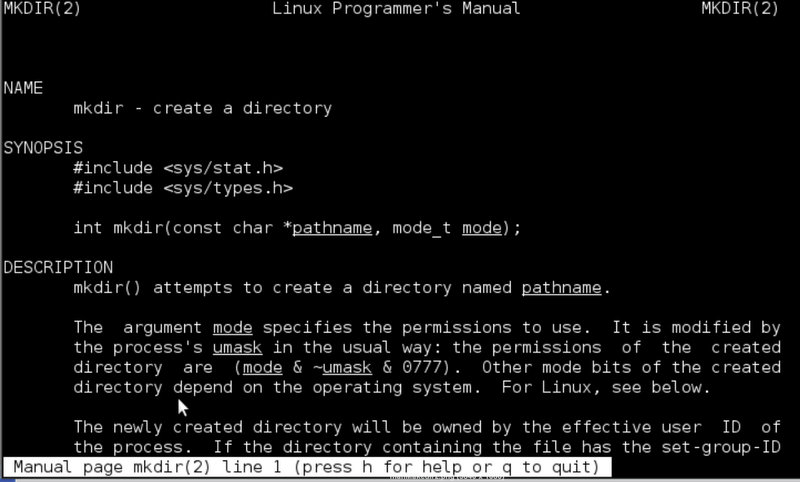 MKDIR(2) Linux Programmer's Manual MKDIR(2)
NAME
mkdir - create a directory
SYNOPSIS
#include <sys/stat.h>
#include <sys/types.h>
int mkdir(const char *pathname, mode_t mode);
DESCRIPTION
mkdir() attempts to create a directory named pathname.
The argument mode specifies the permissions to use. It is modified by
the process's umask in the usual way: the permissions of the created
directory are (mode & ~umask & 0777). Other mode bits of the created
directory depend on the operating system. For Linux, see below.
The newly created directory will be owned by the effective user ID of
the process. If the directory containing the file has the set-group-ID
Manual page mkdir(2) line 1 (press h for help or q to quit)